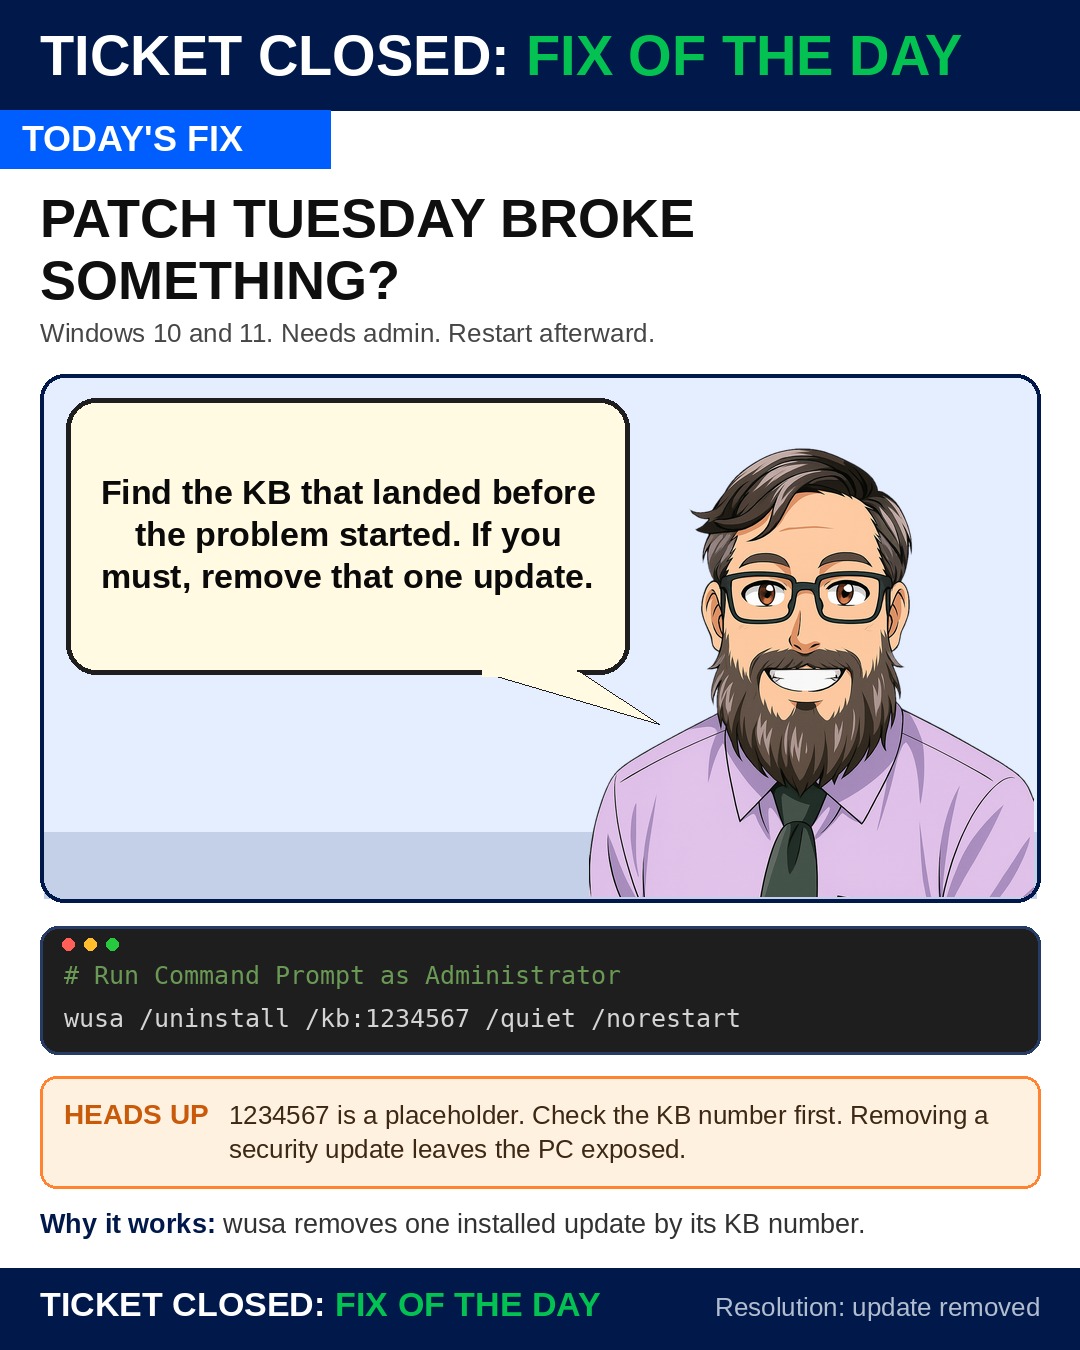 TICKET CLOSED: FIX OF THE DAY
TODAY'S FIX
PATCH TUESDAY BROKE
SOMETHING?
Windows 10 and 11. Needs admin. Restart afterward.
Find the KB that landed before
the problem started. If you
must, remove that one update.
# Run Command Prompt as Administrator
wusa /uninstall /kb:1234567 /quiet /norestart
HEADS UP 1234567 is a placeholder. Check the KB number first. Removing a
security update leaves the PC exposed.
Why it works: wusa removes one installed update by its KB number.
TICKET CLOSED: FIX OF THE DAY Resolution: update removed